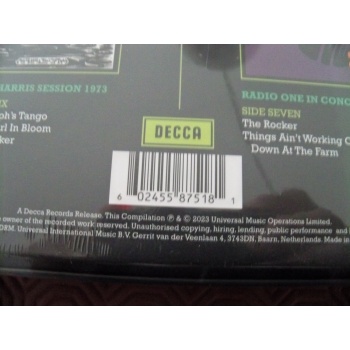 HARRIS SESSION 1973
RADIO ONE IN CONC
EX
SIDE SEVEN
oh's Tango
The Rocker
rl In Bloom
Things Ain't Working O
ker
Down At The Farm
DECCA
6 02455 87518 1
A Decca Records Release. This Compilation ℗ & © 2023 Universal Music Operations Limited.
owner of the recorded work reserved. Unauthorised copying, hiring, lending, public performance and
08M. Universal International Music B.V. Gerrit van der Veenlaan 4, 3743DN, Baarn, Netherlands. Made in